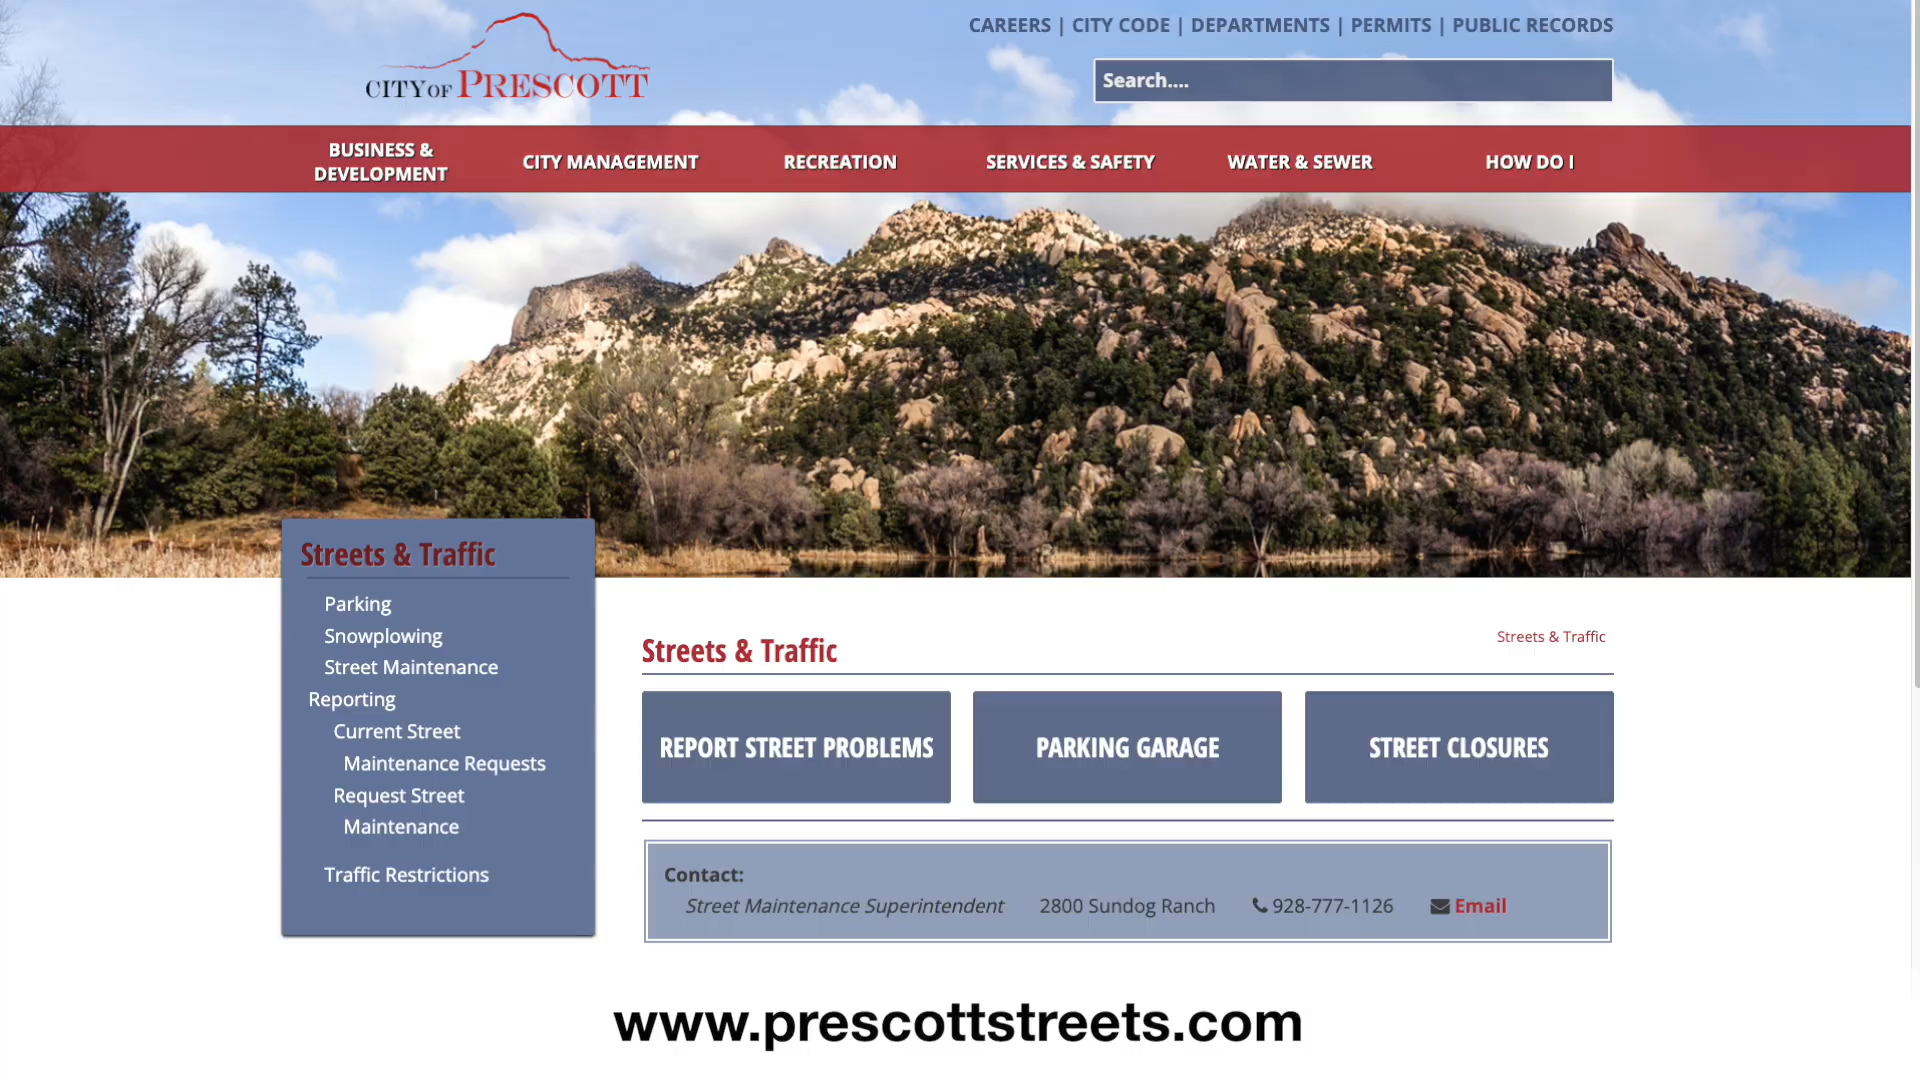 CITY OF PRESCOTT
CAREERS | CITY CODE | DEPARTMENTS | PERMITS | PUBLIC RECORDS
Search....
BUSINESS &
DEVELOPMENT
CITY MANAGEMENT
RECREATION
SERVICES & SAFETY
WATER & SEWER
HOW DO I
Streets & Traffic
Parking
Snowplowing
Street Maintenance
Reporting
Current Street
Maintenance Requests
Request Street
Maintenance
Traffic Restrictions
Streets & Traffic
Streets & Traffic
REPORT STREET PROBLEMS
PARKING GARAGE
STREET CLOSURES
Contact:
Street Maintenance Superintendent 2800 Sundog Ranch 928-777-1126 Email
www.prescottstreets.com